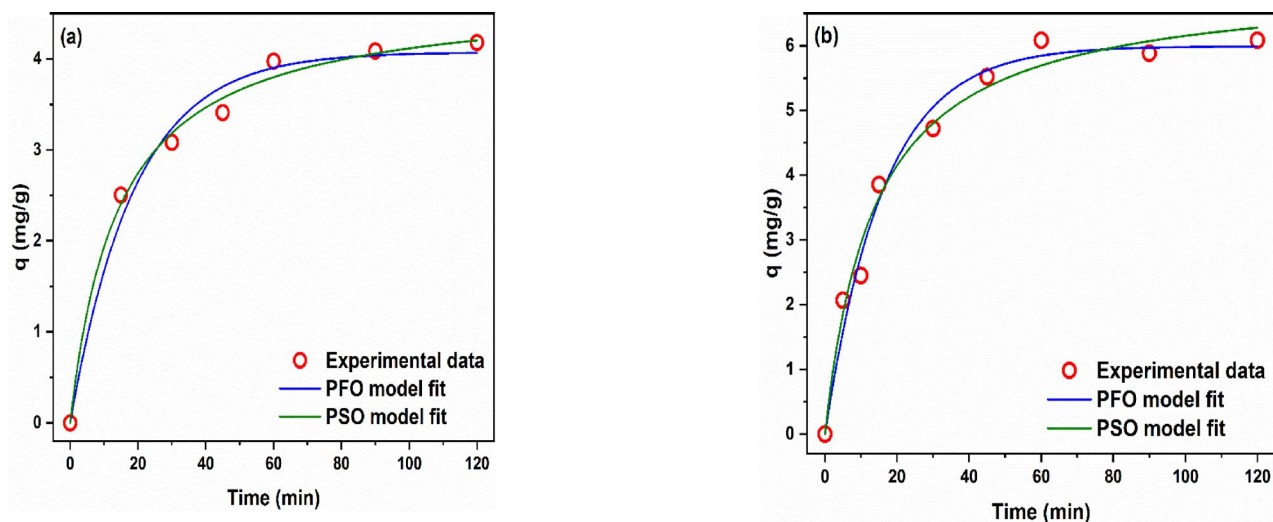 (a)
q (mg/g)
4
3
2
1
0
Experimental data
PFO model fit
PSO model fit
0 20 40 60 80 100 120
Time (min)
(b)
q (mg/g)
6
5
4
3
2
1
0
Experimental data
PFO model fit
PSO model fit
0 20 40 60 80 100 120
Time (min)